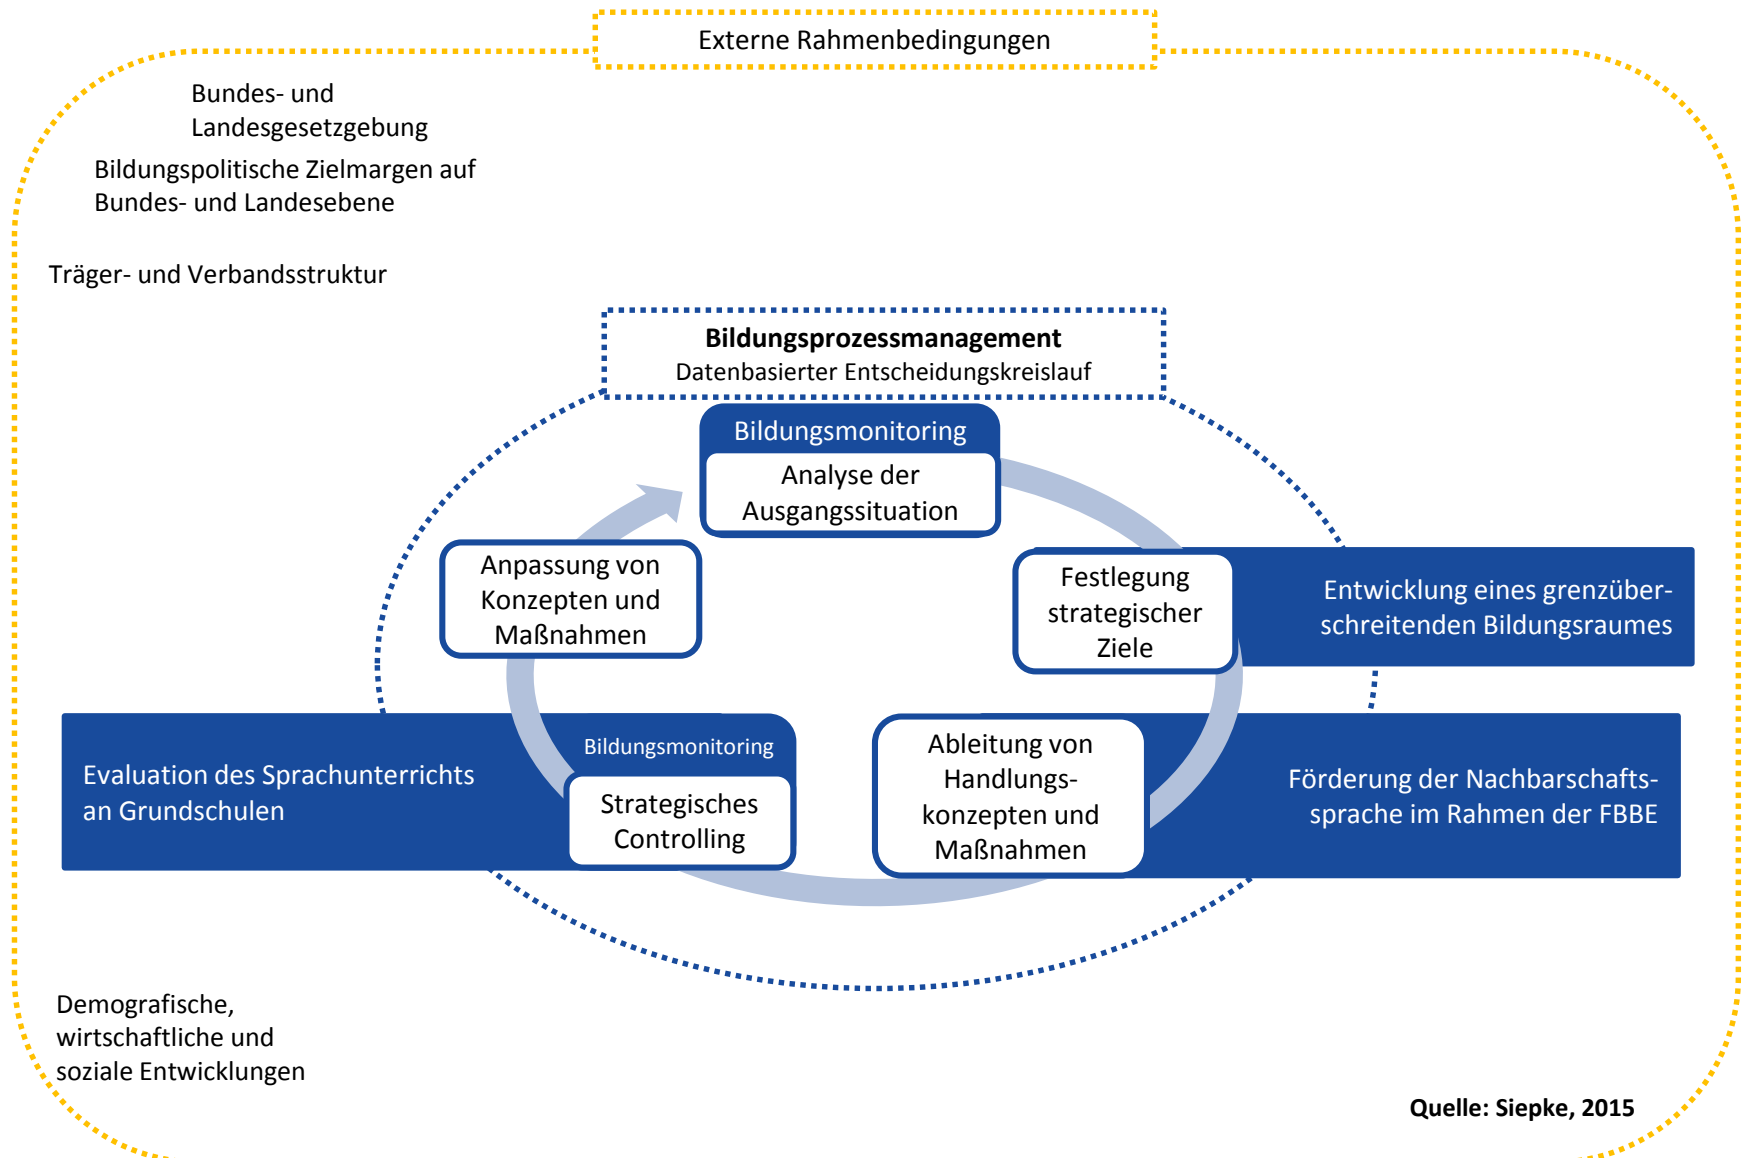 Externe Rahmenbedingungen
Bundes- und
Landesgesetzgebung
Bildungspolitische Zielmargen auf
Bundes- und Landesebene
Träger- und Verbandsstruktur
Bildungsprozessmanagement
Datenbasierter Entscheidungskreislauf
Bildungsmonitoring
Analyse der
Ausgangssituation
Anpassung von
Konzepten und
Maßnahmen
Festlegung
strategischer
Ziele
Entwicklung eines grenzüber-
schreitenden Bildungsraumes
Evaluation des Sprachunterrichts
an Grundschulen
Bildungsmonitoring
Strategisches
Controlling
Ableitung von
Handlungs-
konzepten und
Maßnahmen
Förderung der Nachbarschafts-
sprache im Rahmen der FBBE
Demografische,
wirtschaftliche und
soziale Entwicklungen
Quelle: Siepke, 2015